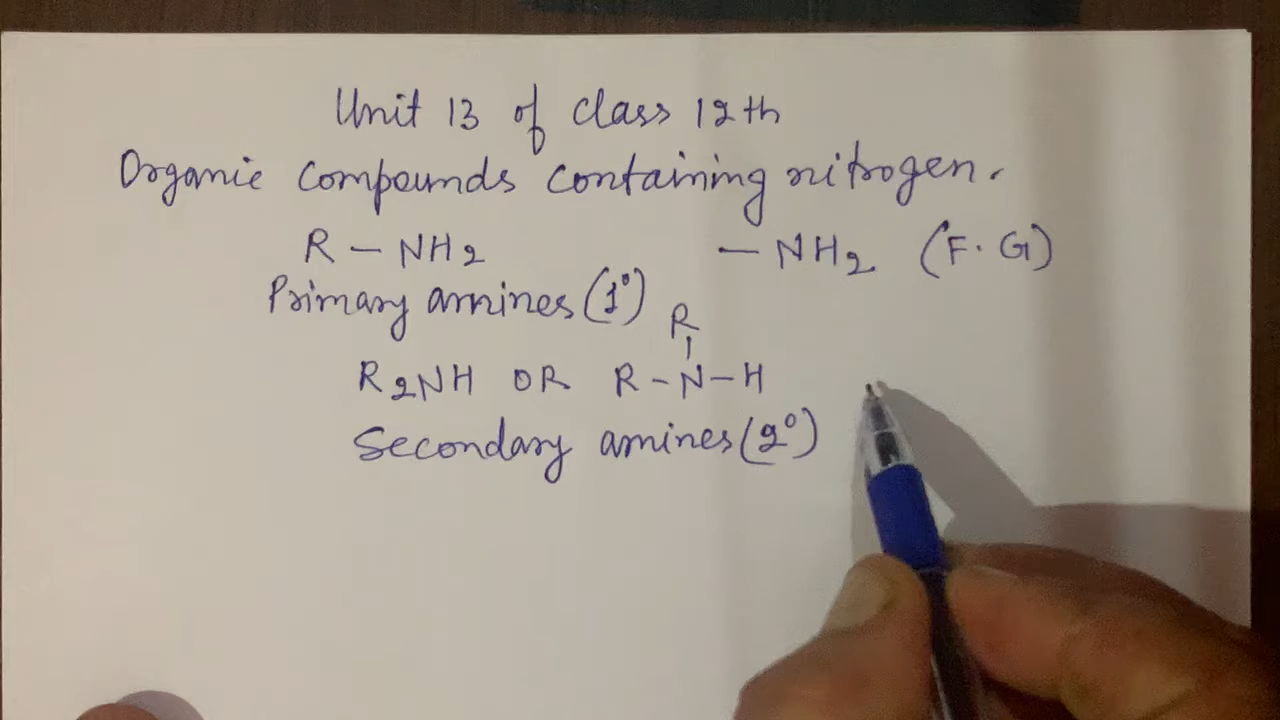 Unit 13 of class 12th
Organic compounds containing nitrogen.
R - NH2 - NH2 (F. G)
Primary amines (1°)
R
R2NH OR R-N-H
Secondary amines (2°)